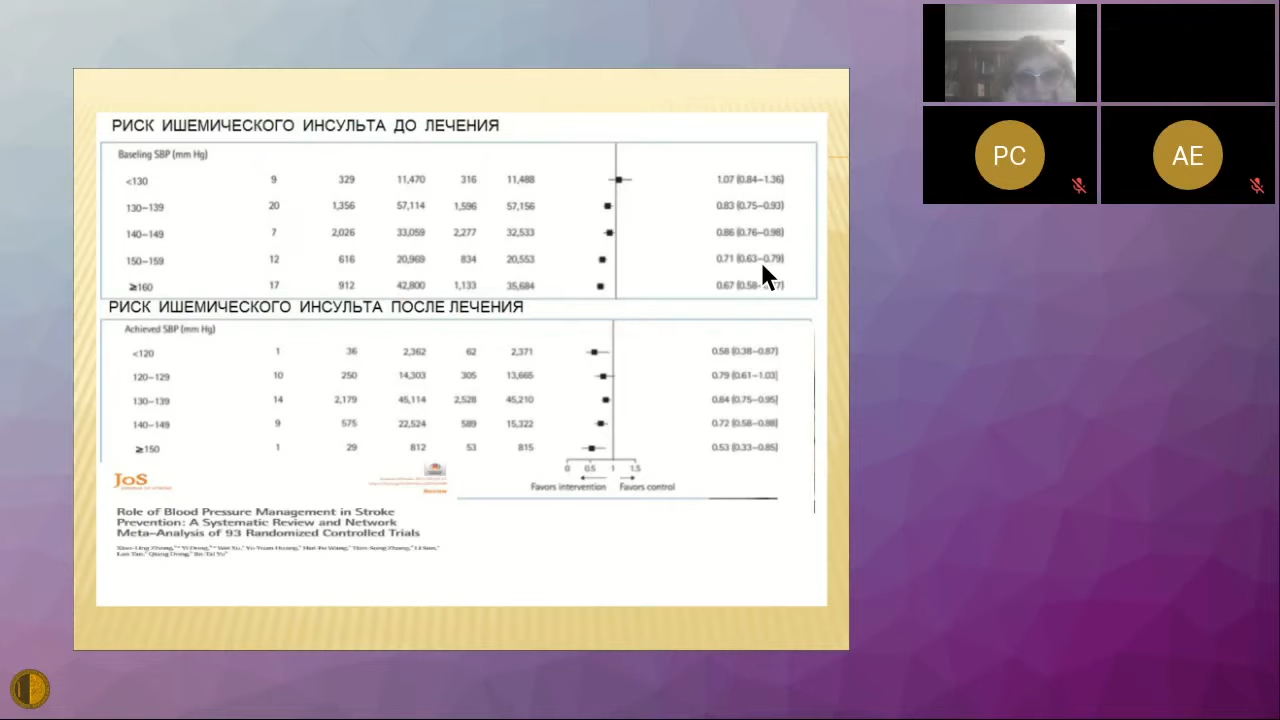 РИСК ИШЕМИЧЕСКОГО ИНСУЛЬТА ДО ЛЕЧЕНИЯ
Baseling SBP (mm Hg)
<130 9 329 11,470 316 11,488 1.07 (0.84–1.36)
130–139 20 1,356 57,114 1,596 57,156 0.83 (0.75–0.93)
140–149 7 2,026 33,059 2,277 32,533 0.86 (0.76–0.98)
150–159 12 616 20,969 834 20,553 0.71 (0.63–0.79)
≥160 17 912 42,800 1,133 35,684 0.67 (0.58–
РИСК ИШЕМИЧЕСКОГО ИНСУЛЬТА ПОСЛЕ ЛЕЧЕНИЯ
Achieved SBP (mm Hg)
<120 1 36 2,362 62 2,371 0.58 (0.38–0.87)
120–129 10 250 14,303 305 13,665 0.79 (0.61–1.03)
130–139 14 2,179 45,114 2,528 45,210 0.84 (0.75–0.95)
140–149 9 575 22,524 589 15,322 0.72 (0.58–0.88)
≥150 1 29 812 53 815 0.53 (0.33–0.85)
0 0.5 1 1.5
Favors intervention Favors control
JoS
Review
Role of Blood Pressure Management in Stroke
Prevention: A Systematic Review and Network
Meta-Analysis of 93 Randomized Controlled Trials
PC
AE